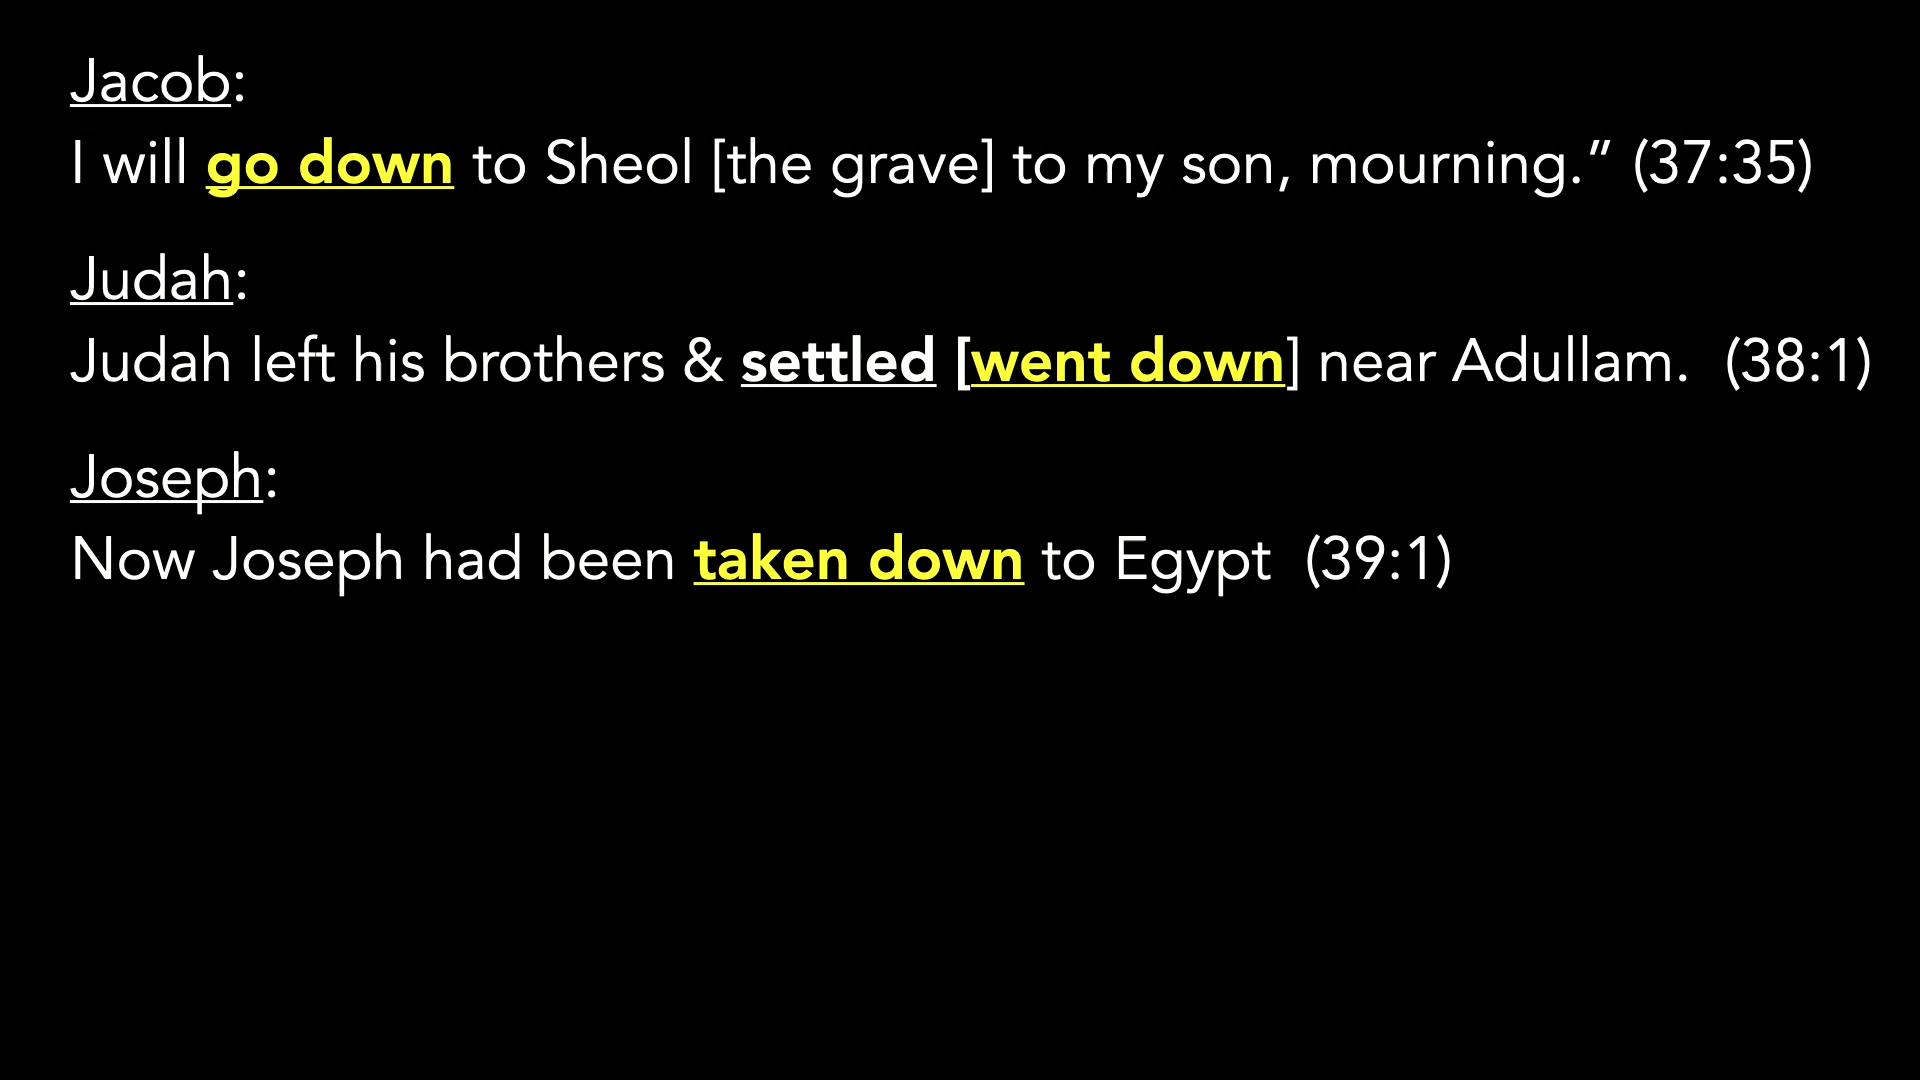 Jacob:
I will go down to Sheol [the grave] to my son, mourning.” (37:35)
Judah:
Judah left his brothers & settled [went down] near Adullam. (38:1)
Joseph:
Now Joseph had been taken down to Egypt (39:1)